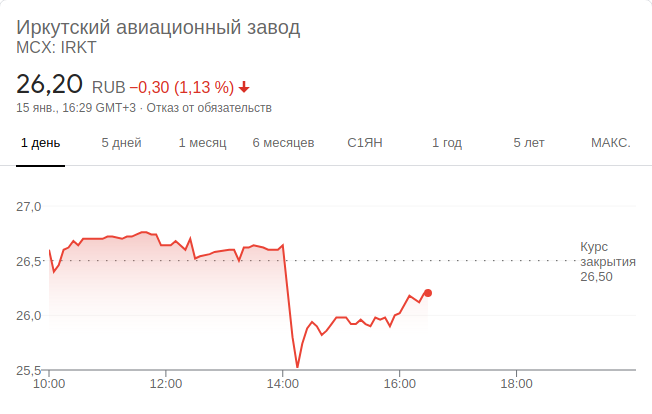 Иркутский авиационный завод
MCX: IRKT
26,20 RUB −0,30 (1,13 %)
15 янв., 16:29 GMT+3 · Отказ от обязательств
1 день 5 дней 1 месяц 6 месяцев С1ЯН 1 год 5 лет МАКС.
27,0
26,5
26,0
25,5
Курс
закрытия
26,50
10:00 12:00 14:00 16:00 18:00